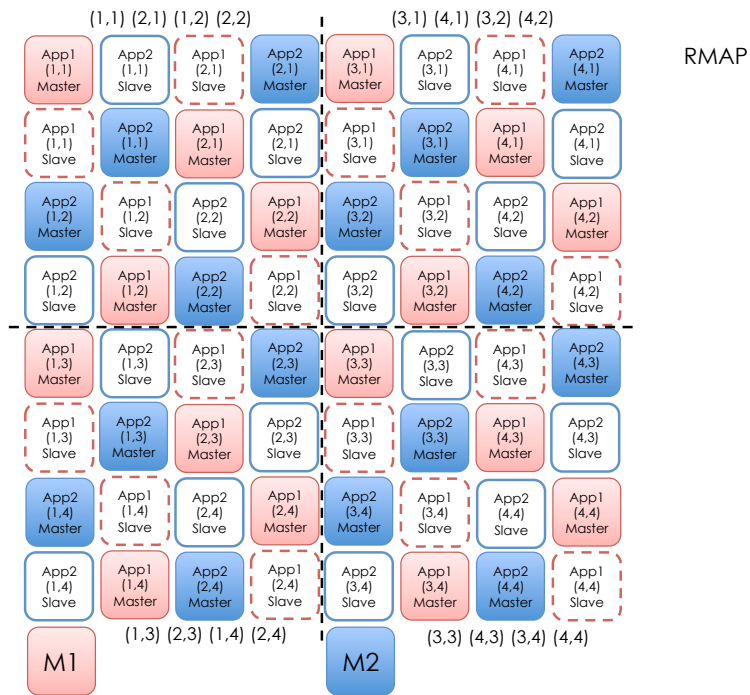 (1,1) (2,1) (1,2) (2,2)
(3,1) (4,1) (3,2) (4,2)
RMAP
App1 (1,1) Master
App2 (1,1) Slave
App1 (2,1) Slave
App2 (2,1) Master
App1 (3,1) Master
App2 (3,1) Slave
App1 (4,1) Slave
App2 (4,1) Master
App1 (1,1) Slave
App2 (1,1) Master
App1 (2,1) Master
App2 (2,1) Slave
App1 (3,1) Slave
App2 (3,1) Master
App1 (4,1) Master
App2 (4,1) Slave
App2 (1,2) Master
App1 (1,2) Slave
App2 (2,2) Slave
App1 (2,2) Master
App2 (3,2) Master
App1 (3,2) Slave
App2 (4,2) Slave
App1 (4,2) Master
App2 (1,2) Slave
App1 (1,2) Master
App2 (2,2) Master
App1 (2,2) Slave
App2 (3,2) Slave
App1 (3,2) Master
App2 (4,2) Master
App1 (4,2) Slave
App1 (1,3) Master
App2 (1,3) Slave
App1 (2,3) Slave
App2 (2,3) Master
App1 (3,3) Master
App2 (3,3) Slave
App1 (4,3) Slave
App2 (4,3) Master
App1 (1,3) Slave
App2 (1,3) Master
App1 (2,3) Master
App2 (2,3) Slave
App1 (3,3) Slave
App2 (3,3) Master
App1 (4,3) Master
App2 (4,3) Slave
App2 (1,4) Master
App1 (1,4) Slave
App2 (2,4) Slave
App1 (2,4) Master
App2 (3,4) Master
App1 (3,4) Slave
App2 (4,4) Slave
App1 (4,4) Master
App2 (1,4) Slave
App1 (1,4) Master
App2 (2,4) Master
App1 (2,4) Slave
App2 (3,4) Slave
App1 (3,4) Master
App2 (4,4) Master
App1 (4,4) Slave
(1,3) (2,3) (1,4) (2,4)
(3,3) (4,3) (3,4) (4,4)
M1
M2